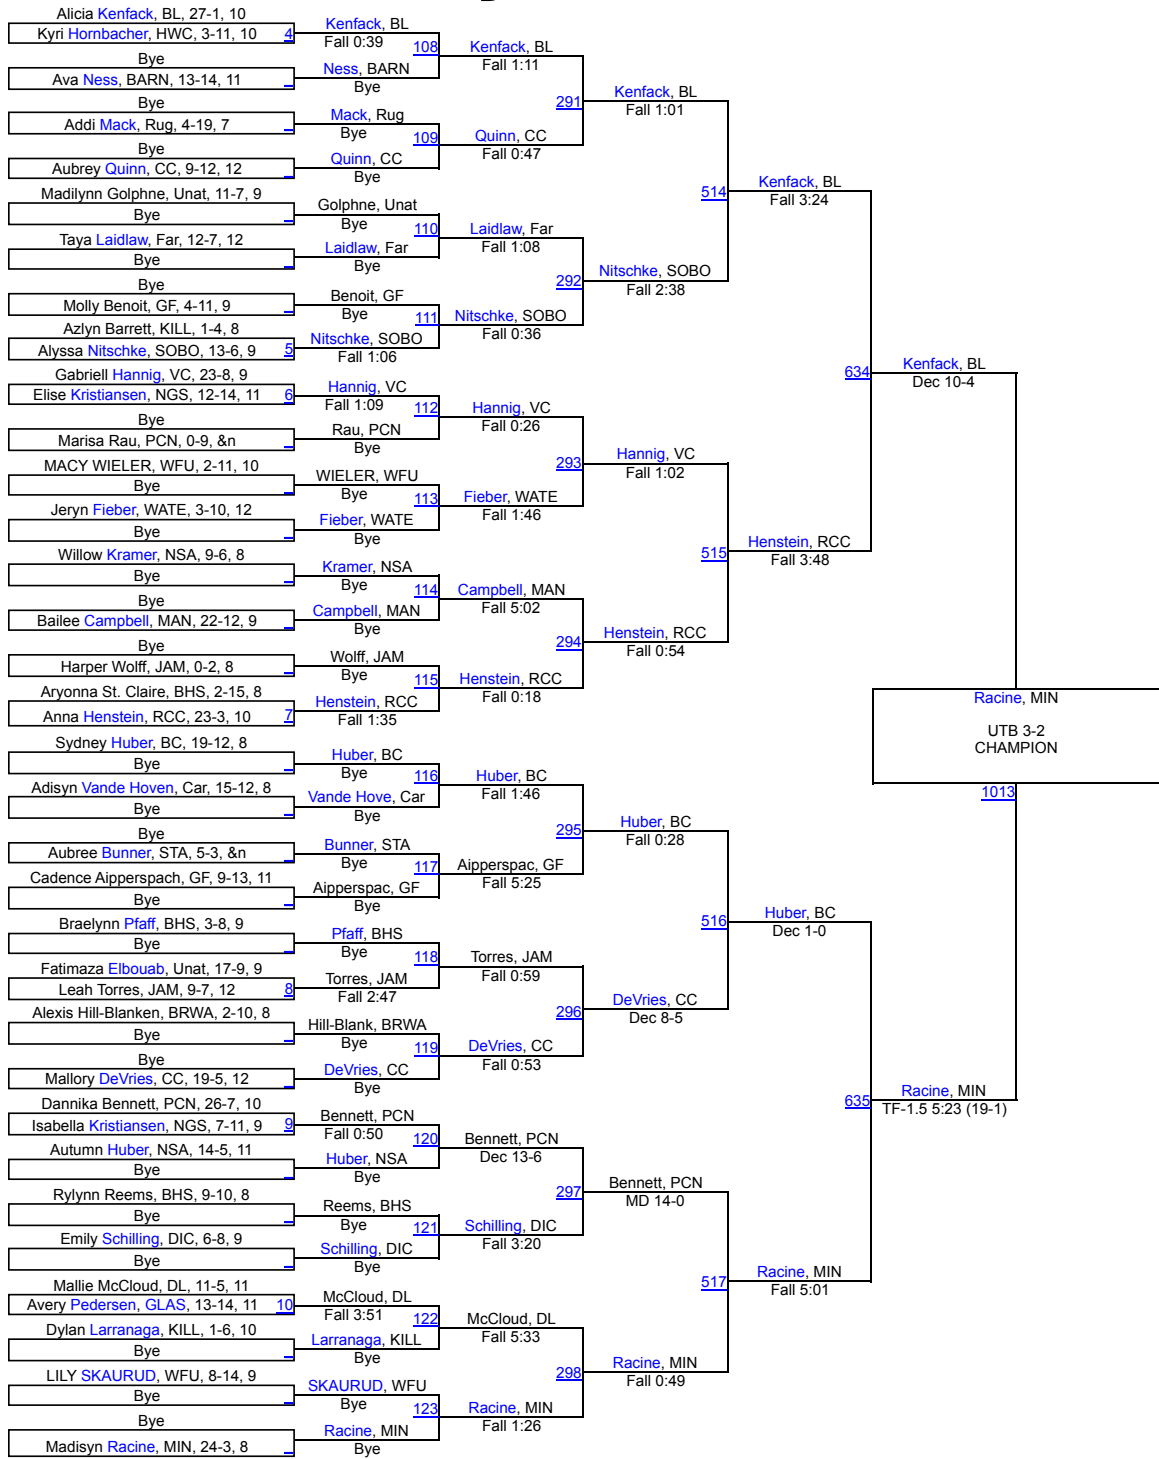 Alicia Kenfack, BL, 27-1, 10
Kyri Hornbacher, HWC, 3-11, 10 4
Bye
Ava Ness, BARN, 13-14, 11
Bye
Addi Mack, Rug, 4-19, 7
Bye
Aubrey Quinn, CC, 9-12, 12
Madilynn Golphne, Unat, 11-7, 9
Bye
Taya Laidlaw, Far, 12-7, 12
Bye
Bye
Molly Benoit, GF, 4-11, 9
Azlyn Barrett, KILL, 1-4, 8
Alyssa Nitschke, SOBO, 13-6, 9 5
Gabriell Hannig, VC, 23-8, 9
Elise Kristiansen, NGS, 12-14, 11 6
Bye
Marisa Rau, PCN, 0-9, &n
MACY WIELER, WFU, 2-11, 10
Bye
Jeryn Fieber, WATE, 3-10, 12
Bye
Willow Kramer, NSA, 9-6, 8
Bye
Bye
Bailee Campbell, MAN, 22-12, 9
Bye
Harper Wolff, JAM, 0-2, 8
Aryonna St. Claire, BHS, 2-15, 8
Anna Henstein, RCC, 23-3, 10 7
Sydney Huber, BC, 19-12, 8
Bye
Adisyn Vande Hoven, Car, 15-12, 8
Bye
Bye
Aubree Bunner, STA, 5-3, &n
Cadence Aipperspach, GF, 9-13, 11
Bye
Braelynn Pfaff, BHS, 3-8, 9
Bye
Fatimaza Elbouab, Unat, 17-9, 9
Leah Torres, JAM, 9-7, 12 8
Alexis Hill-Blanken, BRWA, 2-10, 8
Bye
Bye
Mallory DeVries, CC, 19-5, 12
Dannika Bennett, PCN, 26-7, 10
Isabella Kristiansen, NGS, 7-11, 9 9
Autumn Huber, NSA, 14-5, 11
Bye
Rylynn Reems, BHS, 9-10, 8
Bye
Emily Schilling, DIC, 6-8, 9
Bye
Mallie McCloud, DL, 11-5, 11
Avery Pedersen, GLAS, 13-14, 11 10
Dylan Larranaga, KILL, 1-6, 10
Bye
LILY SKAURUD, WFU, 8-14, 9
Bye
Bye
Madisyn Racine, MIN, 24-3, 8
Kenfack, BL
Fall 0:39
108
Ness, BARN
Bye
Mack, Rug
Bye
109
Quinn, CC
Bye
Golphne, Unat
Bye
110
Laidlaw, Far
Bye
Benoit, GF
Bye
111
Nitschke, SOBO
Fall 1:06
Hannig, VC
Fall 1:09
112
Rau, PCN
Bye
WIELER, WFU
Bye
113
Fieber, WATE
Bye
Kramer, NSA
Bye
114
Campbell, MAN
Bye
Wolff, JAM
Bye
115
Henstein, RCC
Fall 1:35
Huber, BC
Bye
116
Vande Hove, Car
Bye
Bunner, STA
Bye
117
Aipperspac, GF
Bye
Pfaff, BHS
Bye
118
Torres, JAM
Fall 2:47
Hill-Blank, BRWA
Bye
119
DeVries, CC
Bye
Bennett, PCN
Fall 0:50
120
Huber, NSA
Bye
Reems, BHS
Bye
121
Schilling, DIC
Bye
McCloud, DL
Fall 3:51
122
Larranaga, KILL
Bye
SKAURUD, WFU
Bye
123
Racine, MIN
Bye
Kenfack, BL
Fall 1:11
291
Quinn, CC
Fall 0:47
Laidlaw, Far
Fall 1:08
292
Nitschke, SOBO
Fall 0:36
Hannig, VC
Fall 0:26
293
Fieber, WATE
Fall 1:46
Campbell, MAN
Fall 5:02
294
Henstein, RCC
Fall 0:18
Huber, BC
Fall 1:46
295
Aipperspac, GF
Fall 5:25
Torres, JAM
Fall 0:59
296
DeVries, CC
Fall 0:53
Bennett, PCN
Dec 13-6
297
Schilling, DIC
Fall 3:20
McCloud, DL
Fall 5:33
298
Racine, MIN
Fall 1:26
Kenfack, BL
Fall 1:01
514
Nitschke, SOBO
Fall 2:38
Hannig, VC
Fall 1:02
515
Henstein, RCC
Fall 0:54
Huber, BC
Fall 0:28
516
DeVries, CC
Dec 8-5
Bennett, PCN
MD 14-0
517
Racine, MIN
Fall 0:49
Kenfack, BL
Fall 3:24
634
Henstein, RCC
Fall 3:48
Huber, BC
Dec 1-0
635
Racine, MIN
Fall 5:01
Kenfack, BL
Dec 10-4
Racine, MIN
TF-1.5 5:23 (19-1)
Racine, MIN
UTB 3-2
CHAMPION
1013